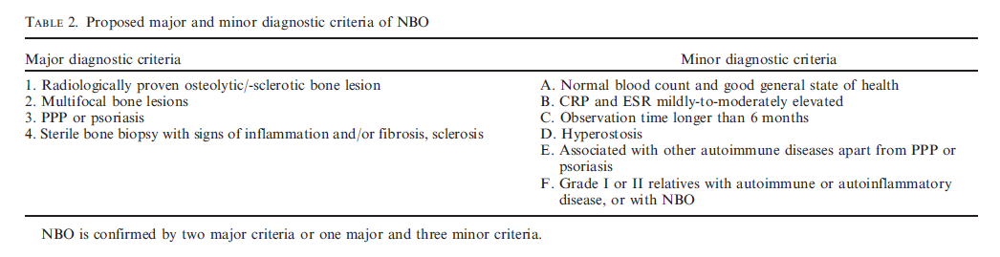 TABLE 2. Proposed major and minor diagnostic criteria of NBO
Major diagnostic criteria
Minor diagnostic criteria
1. Radiologically proven osteolytic/-sclerotic bone lesion
2. Multifocal bone lesions
3. PPP or psoriasis
4. Sterile bone biopsy with signs of inflammation and/or fibrosis, sclerosis
A. Normal blood count and good general state of health
B. CRP and ESR mildly-to-moderately elevated
C. Observation time longer than 6 months
D. Hyperostosis
E. Associated with other autoimmune diseases apart from PPP or
psoriasis
F. Grade I or II relatives with autoimmune or autoinflammatory
disease, or with NBO
NBO is confirmed by two major criteria or one major and three minor criteria.